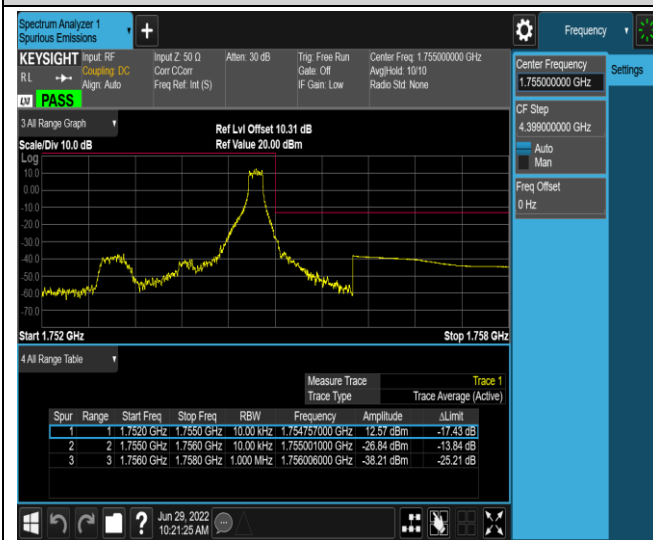 Spectrum Analyzer 1
Spurious Emissions
+
Frequency
KEYSIGHT
RL
Input: RF
Coupling: DC
Align: Auto
Input Z: 50 Ω
Corr CCorr
Freq Ref: Int (S)
Atten: 30 dB
Trig: Free Run
Gate: Off
IF Gain: Low
Center Freq: 1.755000000 GHz
Avg|Hold: 10/10
Radio Std: None
LXI
PASS
Center Frequency
1.755000000 GHz
Settings
CF Step
4.399000000 GHz
Auto
Man
Freq Offset
0 Hz
3 All Range Graph
Ref Lvl Offset 10.31 dB
Scale/Div 10.0 dB
Ref Value 20.00 dBm
Log
10.0
0.00
-10.0
-20.0
-30.0
-40.0
-50.0
-60.0
-70.0
Start 1.752 GHz
Stop 1.758 GHz
4 All Range Table
Measure Trace Trace 1
Trace Type Trace Average (Active)
Spur Range Start Freq Stop Freq RBW Frequency Amplitude ΔLimit
1 1 1.7520 GHz 1.7550 GHz 10.00 kHz 1.754757000 GHz 12.57 dBm -17.43 dB
2 2 1.7550 GHz 1.7560 GHz 10.00 kHz 1.755001000 GHz -26.84 dBm -13.84 dB
3 3 1.7560 GHz 1.7580 GHz 1.000 MHz 1.756006000 GHz -38.21 dBm -25.21 dB
?
Jun 29, 2022
10:21:25 AM